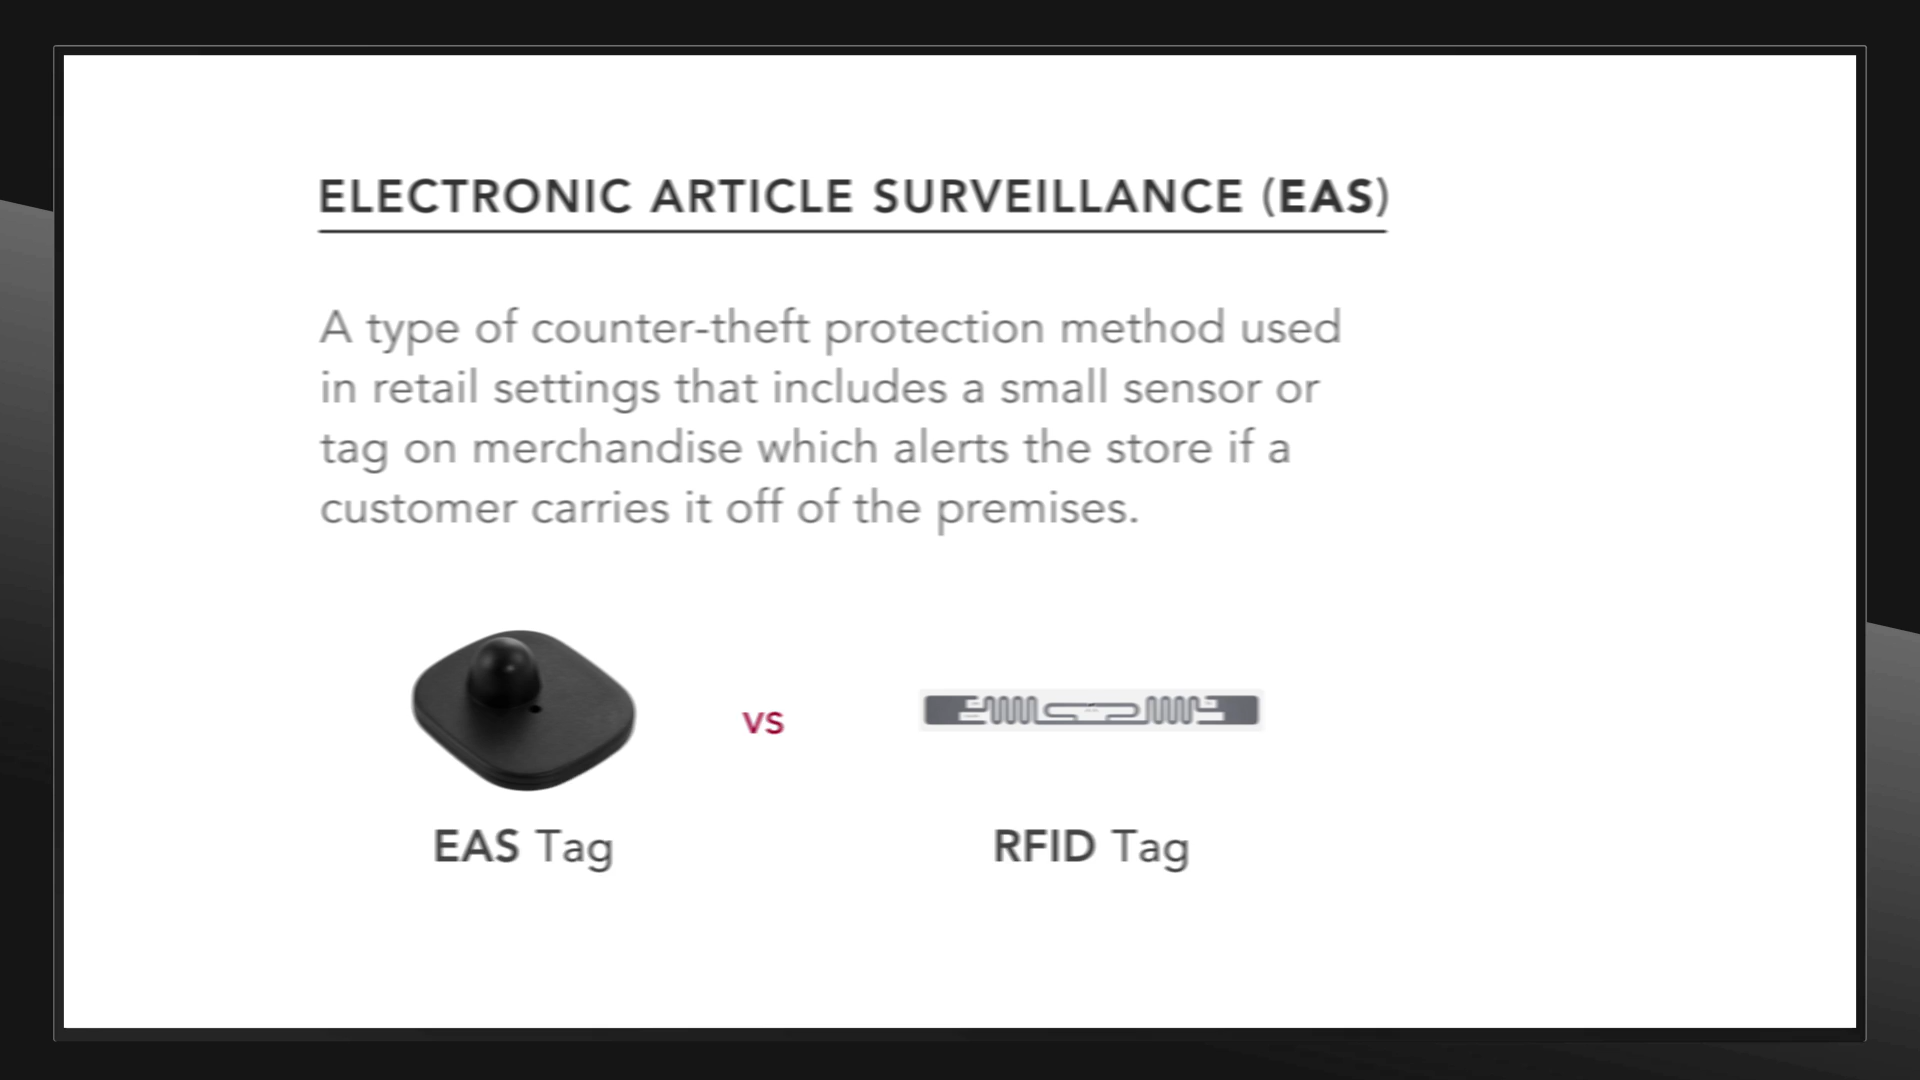 ELECTRONIC ARTICLE SURVEILLANCE (EAS)
A type of counter-theft protection method used
in retail settings that includes a small sensor or
tag on merchandise which alerts the store if a
customer carries it off of the premises.
vs
EAS Tag
RFID Tag